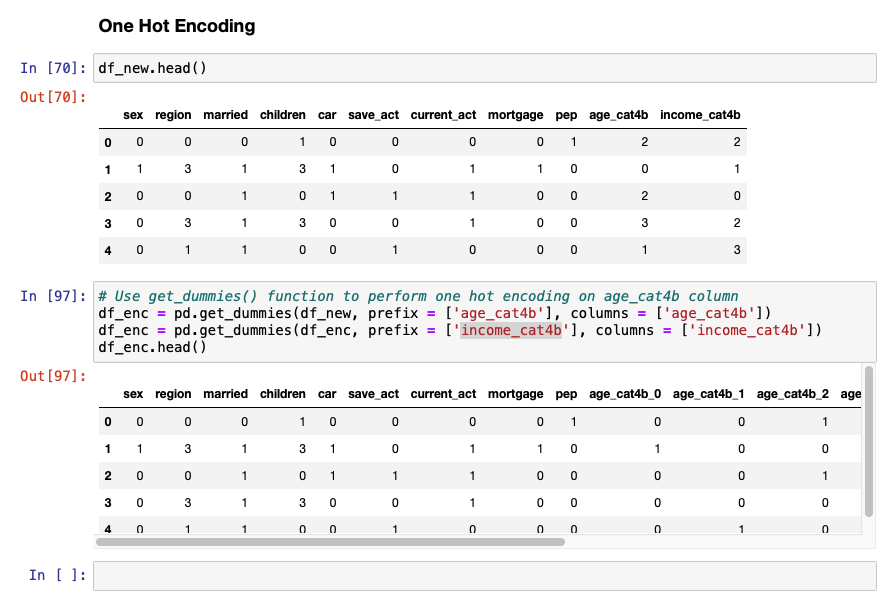 One Hot Encoding
In [70]: df_new.head()
Out[70]:
sex region married children car save_act current_act mortgage pep age_cat4b income_cat4b
0 0 0 0 1 0 0 0 0 1 2 2
1 1 3 1 3 1 0 1 1 0 0 1
2 0 0 1 0 1 1 1 0 0 2 0
3 0 3 1 3 0 0 1 0 0 3 2
4 0 1 1 0 0 1 0 0 0 1 3
In [97]: # Use get_dummies() function to perform one hot encoding on age_cat4b column
df_enc = pd.get_dummies(df_new, prefix = ['age_cat4b'], columns = ['age_cat4b'])
df_enc = pd.get_dummies(df_enc, prefix = ['income_cat4b'], columns = ['income_cat4b'])
df_enc.head()
Out[97]:
sex region married children car save_act current_act mortgage pep age_cat4b_0 age_cat4b_1 age_cat4b_2 age
0 0 0 0 1 0 0 0 0 1 0 0 1
1 1 3 1 3 1 0 1 1 0 1 0 0
2 0 0 1 0 1 1 1 0 0 0 0 1
3 0 3 1 3 0 0 1 0 0 0 0 0
4 0 1 1 0 0 1 0 0 0 0 1 0
In [ ]: